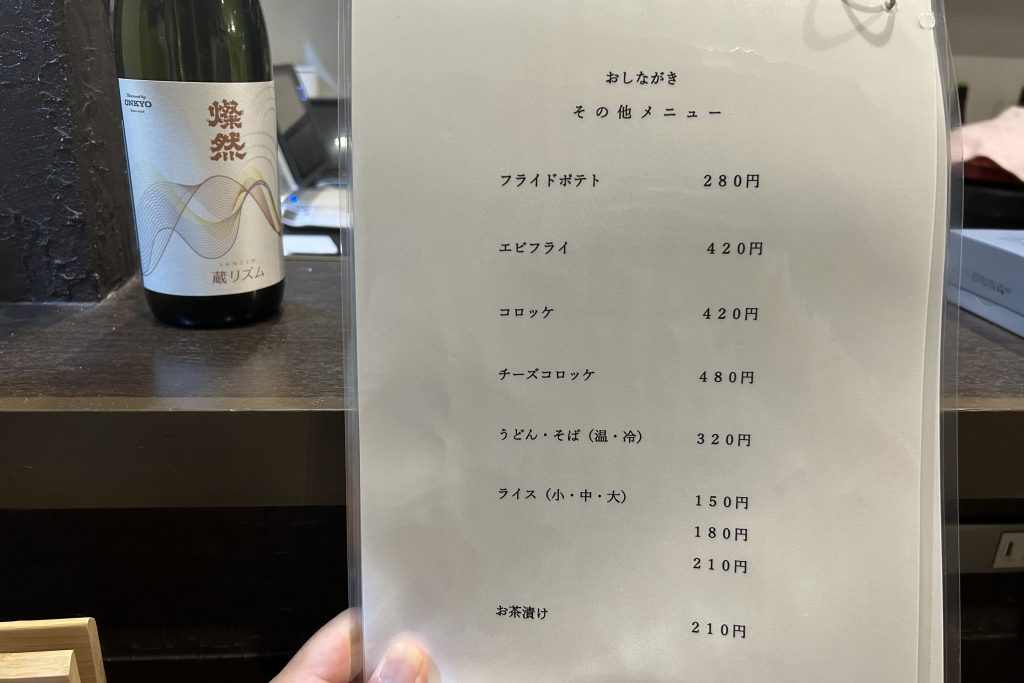 ONKYO
燦然
SANZEN
蔵リズム
おしながき
その他メニュー
フライドポテト　２８０円
エビフライ　４２０円
コロッケ　４２０円
チーズコロッケ　４８０円
うどん・そば（温・冷）　３２０円
ライス（小・中・大）　１５０円
１８０円
２１０円
お茶漬け　２１０円